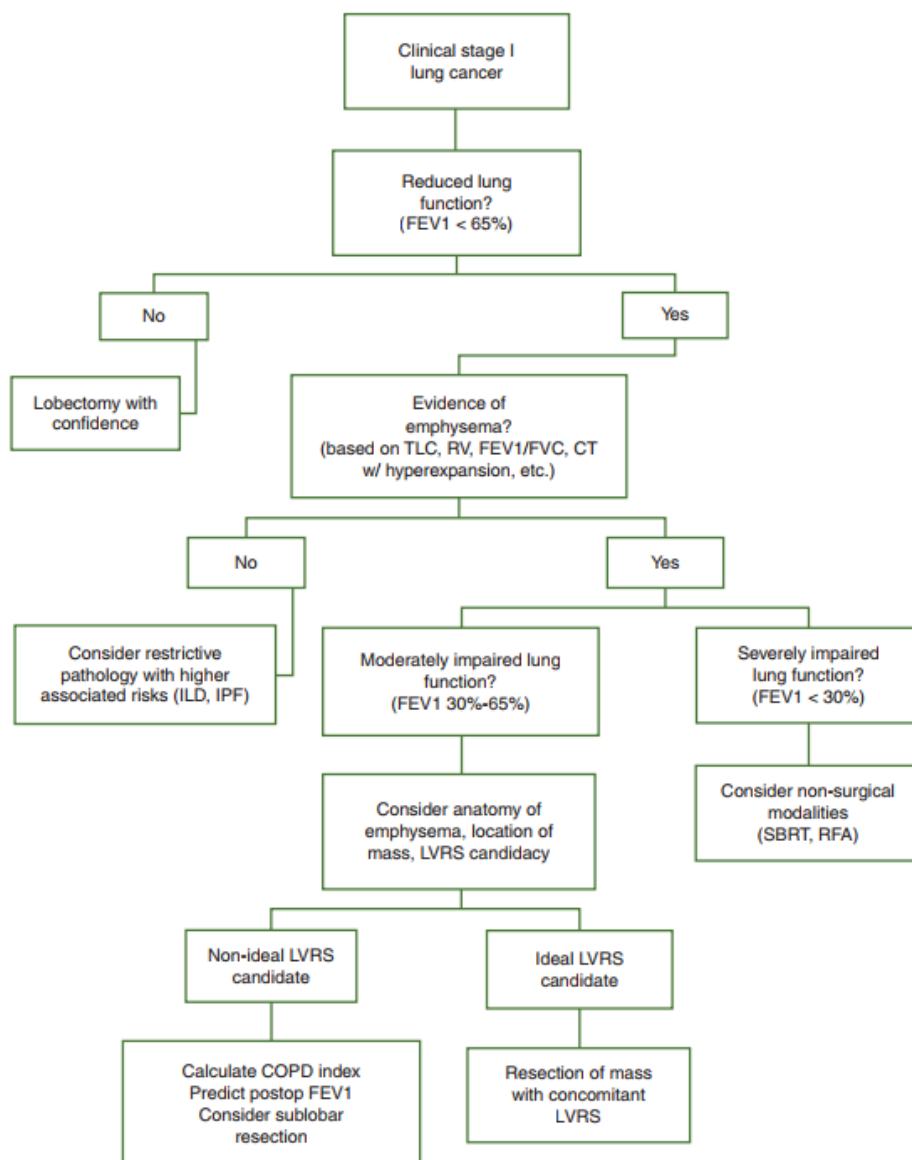 Clinical stage I
lung cancer
Reduced lung
function?
(FEV1 < 65%)
No
Yes
Lobectomy with
confidence
Evidence of
emphysema?
(based on TLC, RV, FEV1/FVC, CT
w/ hyperexpansion, etc.)
No
Yes
Consider restrictive
pathology with higher
associated risks (ILD, IPF)
Moderately impaired lung
function?
(FEV1 30%-65%)
Severely impaired
lung function?
(FEV1 < 30%)
Consider anatomy of
emphysema, location of
mass, LVRS candidacy
Consider non-surgical
modalities
(SBRT, RFA)
Non-ideal LVRS
candidate
Ideal LVRS
candidate
Calculate COPD index
Predict postop FEV1
Consider sublobar
resection
Resection of mass
with concomitant
LVRS